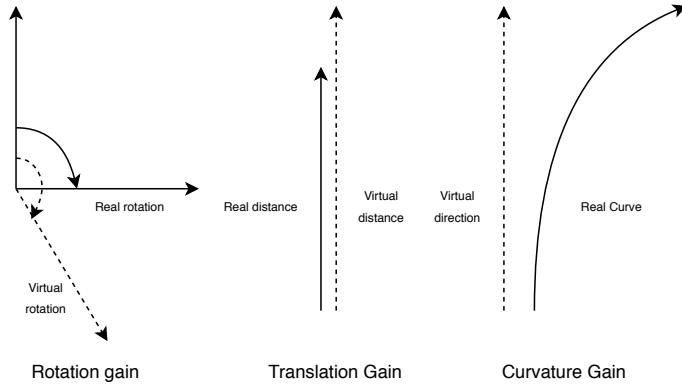 Real rotation
Virtual
rotation
Rotation gain
Real distance
Virtual
distance
Translation Gain
Virtual
direction
Real Curve
Curvature Gain